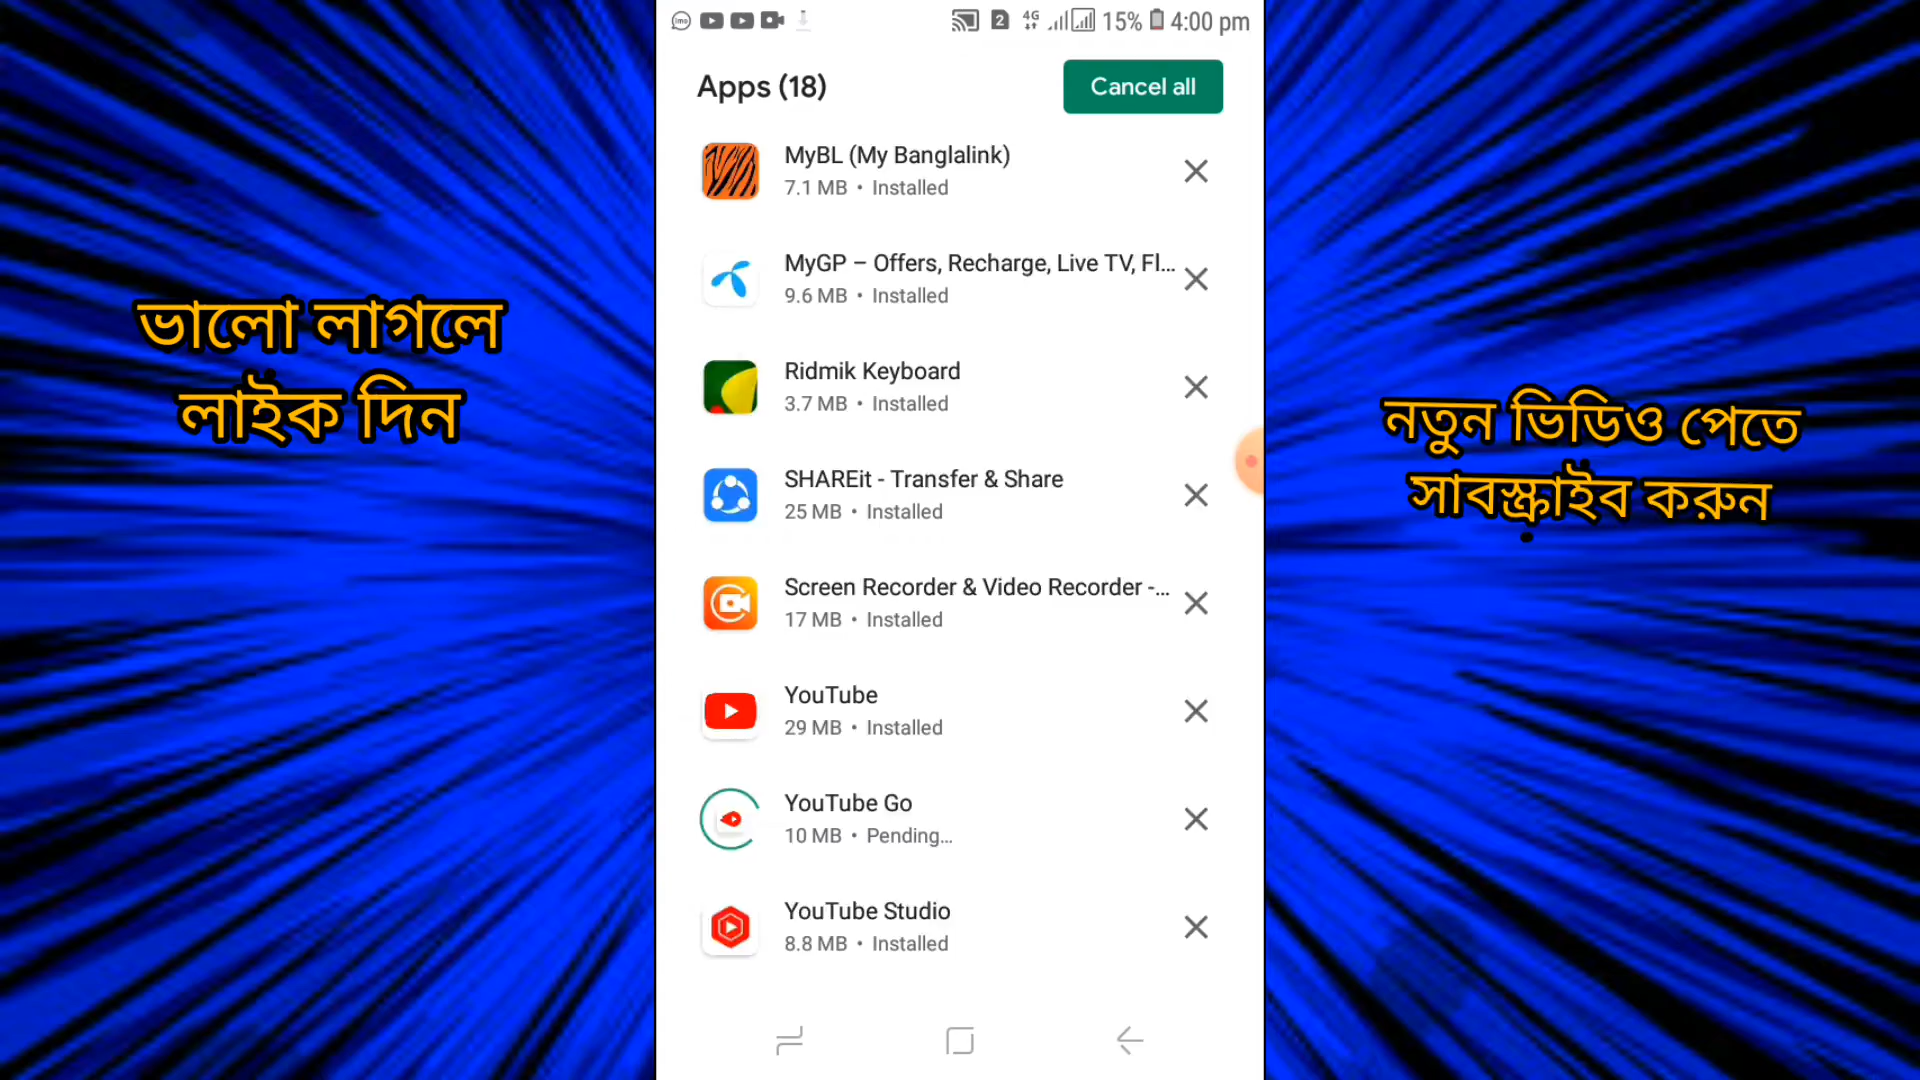 imo 2 4G 15% 4:00 pm
Apps (18)
Cancel all
MyBL (My Banglalink)
7.1 MB • Installed
MyGP – Offers, Recharge, Live TV, Fl...
9.6 MB • Installed
Ridmik Keyboard
3.7 MB • Installed
SHAREit - Transfer & Share
25 MB • Installed
Screen Recorder & Video Recorder -...
17 MB • Installed
YouTube
29 MB • Installed
YouTube Go
10 MB • Pending...
YouTube Studio
8.8 MB • Installed
ভালো লাগলে
লাইক দিন
নতুন ভিডিও পেতে
সাবস্ক্রাইব করুন